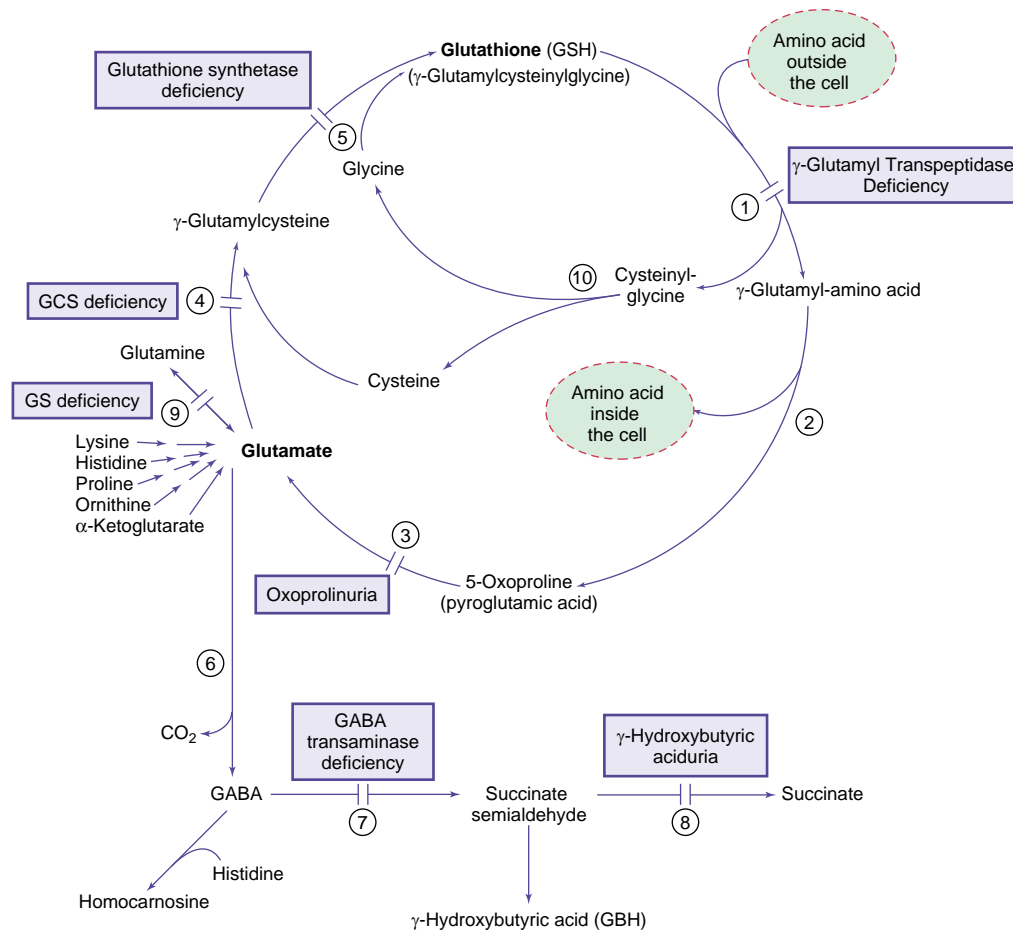 Glutathione (GSH)
(γ-Glutamylcysteinylglycine)
Amino acid
outside
the cell
Glutathione synthetase
deficiency
5
Glycine
γ-Glutamyl Transpeptidase
Deficiency
1
γ-Glutamylcysteine
10
Cysteinyl-
glycine
γ-Glutamyl-amino acid
GCS deficiency
4
Glutamine
Cysteine
Amino acid
inside
the cell
2
GS deficiency
9
Lysine
Histidine
Proline
Ornithine
α-Ketoglutarate
Glutamate
3
Oxoprolinuria
5-Oxoproline
(pyroglutamic acid)
6
CO2
GABA
transaminase
deficiency
γ-Hydroxybutyric
aciduria
GABA
7
Succinate
semialdehyde
8
Succinate
Histidine
Homocarnosine
γ-Hydroxybutyric acid (GBH)